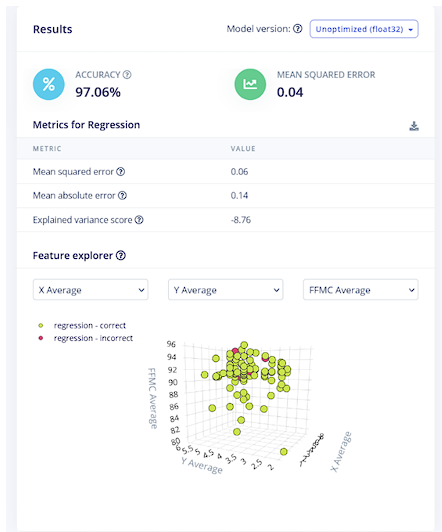 Results
Model version: Unoptimized (float32)
ACCURACY
97.06%
MEAN SQUARED ERROR
0.04
Metrics for Regression
METRIC VALUE
Mean squared error 0.06
Mean absolute error 0.14
Explained variance score -8.76
Feature explorer
X Average Y Average FFMC Average
regression - correct
regression - incorrect
96
94
92
90
88
86
84
82
80
FFMC Average
6 5.5 5 4.5 4 3.5 3 2.5 2
Y Average
X Average